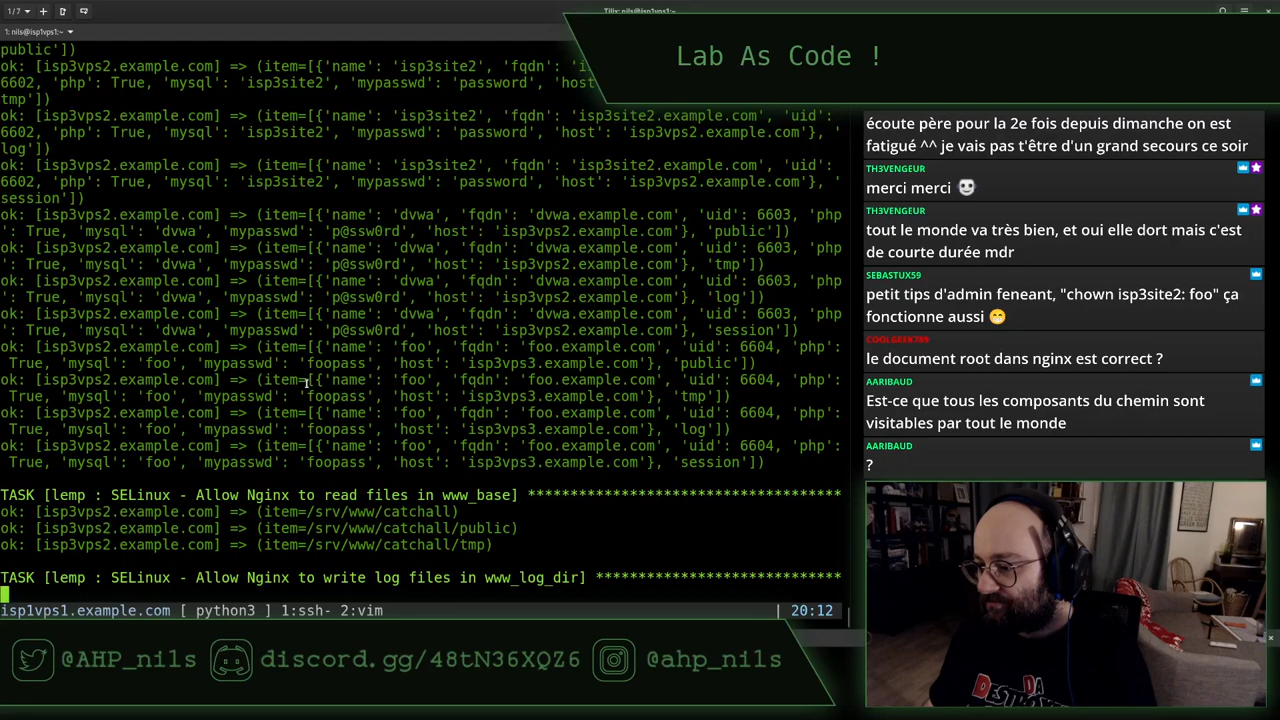 1/7
Tilix: nils@isp1vps1:~
1: nils@isp1vps1:~
Lab As Code !
public'])
ok: [isp3vps2.example.com] => (item=[{'name': 'isp3site2', 'fqdn': 'i
6602, 'php': True, 'mysql': 'isp3site2', 'mypasswd': 'password', 'host
tmp'])
ok: [isp3vps2.example.com] => (item=[{'name': 'isp3site2', 'fqdn': 'isp3site2.example.com', 'uid':
6602, 'php': True, 'mysql': 'isp3site2', 'mypasswd': 'password', 'host': 'isp3vps2.example.com'}, '
log'])
ok: [isp3vps2.example.com] => (item=[{'name': 'isp3site2', 'fqdn': 'isp3site2.example.com', 'uid':
6602, 'php': True, 'mysql': 'isp3site2', 'mypasswd': 'password', 'host': 'isp3vps2.example.com'}, '
session'])
ok: [isp3vps2.example.com] => (item=[{'name': 'dvwa', 'fqdn': 'dvwa.example.com', 'uid': 6603, 'php
': True, 'mysql': 'dvwa', 'mypasswd': 'p@ssw0rd', 'host': 'isp3vps2.example.com'}, 'public'])
ok: [isp3vps2.example.com] => (item=[{'name': 'dvwa', 'fqdn': 'dvwa.example.com', 'uid': 6603, 'php
': True, 'mysql': 'dvwa', 'mypasswd': 'p@ssw0rd', 'host': 'isp3vps2.example.com'}, 'tmp'])
ok: [isp3vps2.example.com] => (item=[{'name': 'dvwa', 'fqdn': 'dvwa.example.com', 'uid': 6603, 'php
': True, 'mysql': 'dvwa', 'mypasswd': 'p@ssw0rd', 'host': 'isp3vps2.example.com'}, 'log'])
ok: [isp3vps2.example.com] => (item=[{'name': 'dvwa', 'fqdn': 'dvwa.example.com', 'uid': 6603, 'php
': True, 'mysql': 'dvwa', 'mypasswd': 'p@ssw0rd', 'host': 'isp3vps2.example.com'}, 'session'])
ok: [isp3vps2.example.com] => (item=[{'name': 'foo', 'fqdn': 'foo.example.com', 'uid': 6604, 'php':
True, 'mysql': 'foo', 'mypasswd': 'foopass', 'host': 'isp3vps3.example.com'}, 'public'])
ok: [isp3vps2.example.com] => (item=[{'name': 'foo', 'fqdn': 'foo.example.com', 'uid': 6604, 'php':
True, 'mysql': 'foo', 'mypasswd': 'foopass', 'host': 'isp3vps3.example.com'}, 'tmp'])
ok: [isp3vps2.example.com] => (item=[{'name': 'foo', 'fqdn': 'foo.example.com', 'uid': 6604, 'php':
True, 'mysql': 'foo', 'mypasswd': 'foopass', 'host': 'isp3vps3.example.com'}, 'log'])
ok: [isp3vps2.example.com] => (item=[{'name': 'foo', 'fqdn': 'foo.example.com', 'uid': 6604, 'php':
True, 'mysql': 'foo', 'mypasswd': 'foopass', 'host': 'isp3vps3.example.com'}, 'session'])
TASK [lemp : SELinux - Allow Nginx to read files in www_base] *************************************
ok: [isp3vps2.example.com] => (item=/srv/www/catchall)
ok: [isp3vps2.example.com] => (item=/srv/www/catchall/public)
ok: [isp3vps2.example.com] => (item=/srv/www/catchall/tmp)
TASK [lemp : SELinux - Allow Nginx to write log files in www_log_dir] *****************************
isp1vps1.example.com [ python3 ] 1:ssh- 2:vim | 20:12
écoute père pour la 2e fois depuis dimanche on est
fatigué ^^ je vais pas t'être d'un grand secours ce soir
TH3VENGEUR
merci merci
TH3VENGEUR
tout le monde va très bien, et oui elle dort mais c'est
de courte durée mdr
SEBASTUX59
petit tips d'admin feneant, "chown isp3site2: foo" ça
fonctionne aussi
COOLGEEK789
le document root dans nginx est correct ?
AARIBAUD
Est-ce que tous les composants du chemin sont
visitables par tout le monde
AARIBAUD
?
@AHP_nils discord.gg/48tN36XQZ6 @ahp_nils